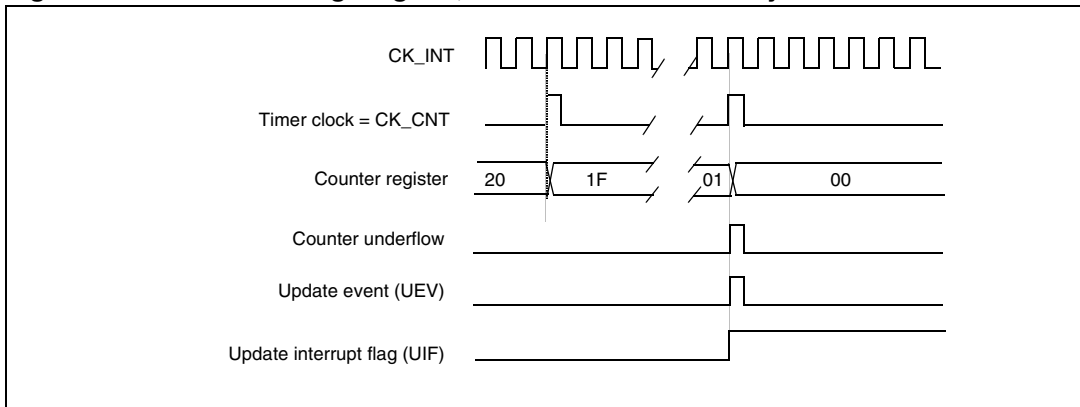 CK_INT
Timer clock = CK_CNT
Counter register 20 1F 01 00
Counter underflow
Update event (UEV)
Update interrupt flag (UIF)